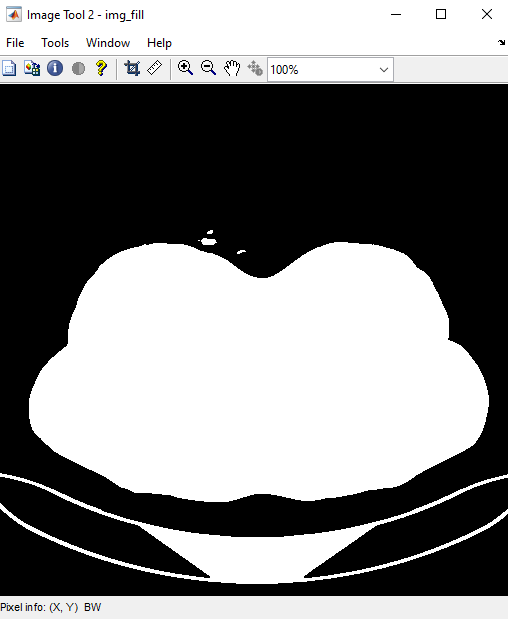 Image Tool 2 - img_fill
File Tools Window Help
100%
Pixel info: (X, Y) BW